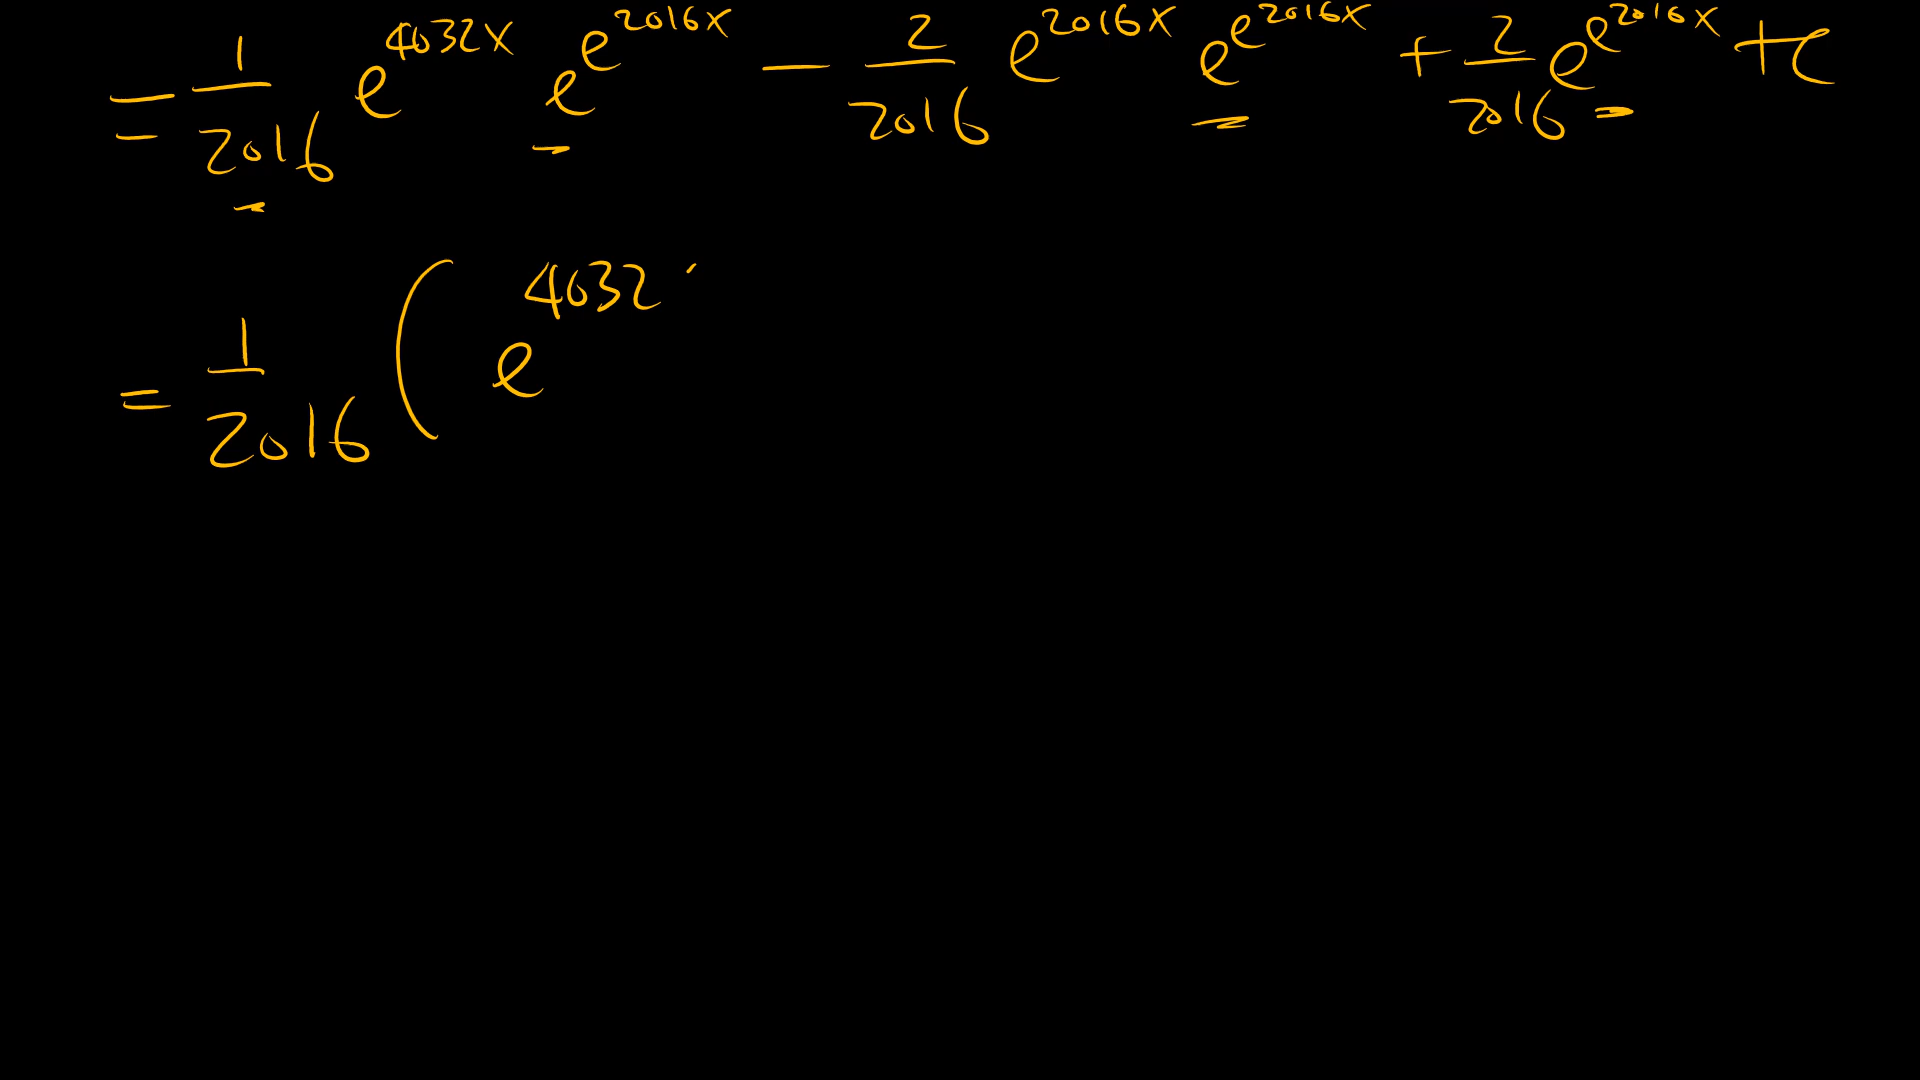 = 1/2016 e^4032x e^e^2016x − 2/2016 e^2016x e^e^2016x + 2/2016 e^e^2016x + c
= 1/2016 ( e^4032